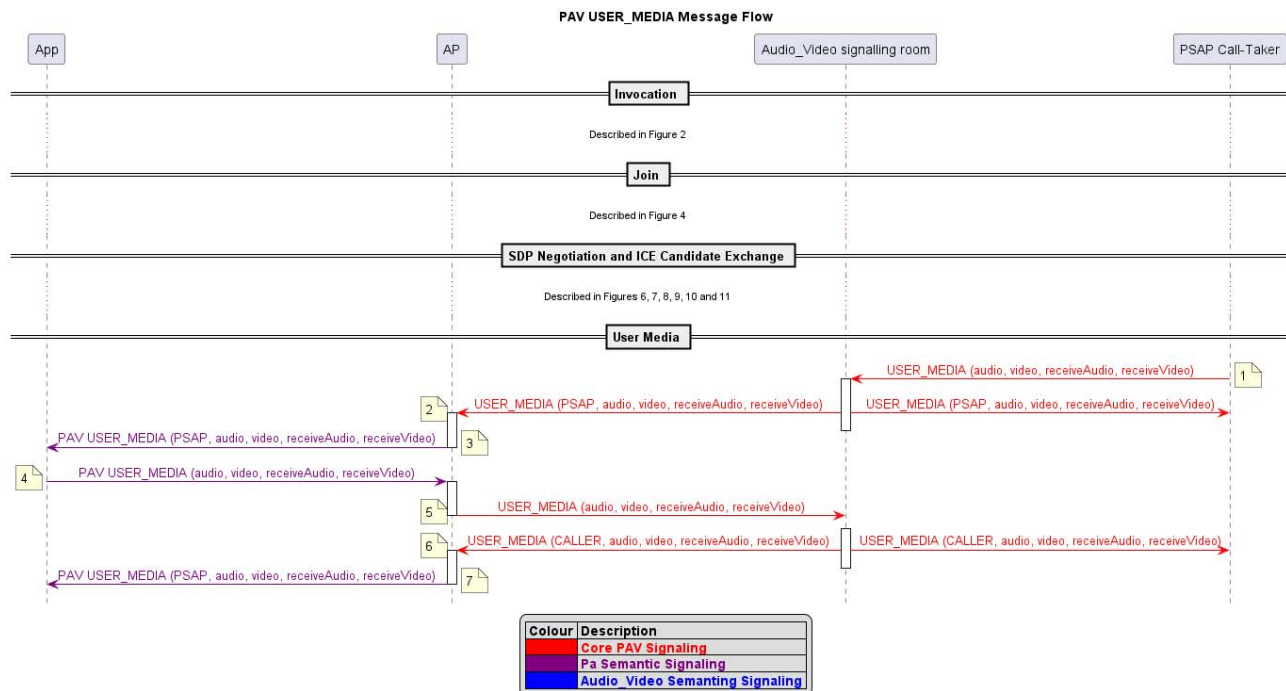 PAV USER_MEDIA Message Flow
App
AP
Audio_Video signalling room
PSAP Call-Taker
Invocation
Described in Figure 2
Join
Described in Figure 4
SDP Negotiation and ICE Candidate Exchange
Described in Figures 6, 7, 8, 9, 10 and 11
User Media
USER_MEDIA (audio, video, receiveAudio, receiveVideo)
1
2
USER_MEDIA (PSAP, audio, video, receiveAudio, receiveVideo)
USER_MEDIA (PSAP, audio, video, receiveAudio, receiveVideo)
PAV USER_MEDIA (PSAP, audio, video, receiveAudio, receiveVideo)
3
4
PAV USER_MEDIA (audio, video, receiveAudio, receiveVideo)
5
USER_MEDIA (audio, video, receiveAudio, receiveVideo)
6
USER_MEDIA (CALLER, audio, video, receiveAudio, receiveVideo)
USER_MEDIA (CALLER, audio, video, receiveAudio, receiveVideo)
PAV USER_MEDIA (PSAP, audio, video, receiveAudio, receiveVideo)
7
Colour Description
Core PAV Signaling
Pa Semantic Signaling
Audio_Video Semanting Signaling